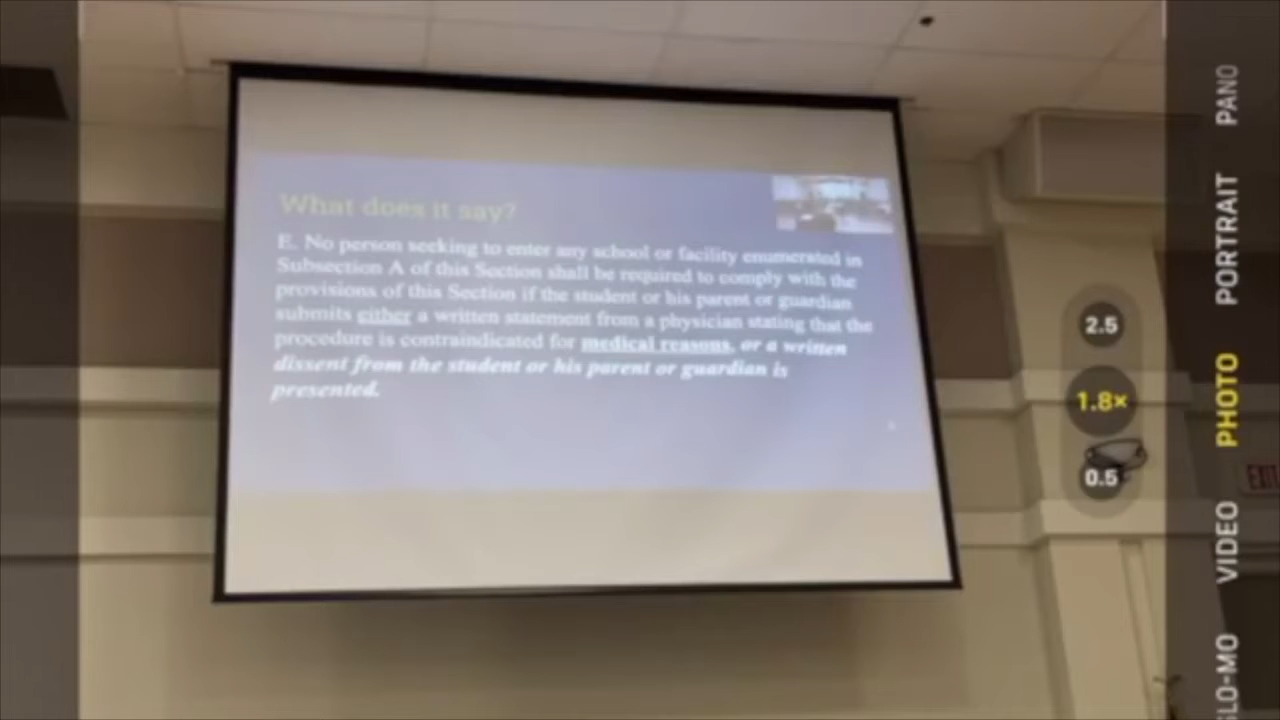 What does it say?
E. No person seeking to enter any school or facility enumerated in
Subsection A of this Section shall be required to comply with the
provisions of this Section if the student or his parent or guardian
submits either a written statement from a physician stating that the
procedure is contraindicated for medical reasons, or a written
dissent from the student or his parent or guardian is
presented.
2.5
1.8×
0.5
PANO
PORTRAIT
PHOTO
VIDEO
SLO-MO